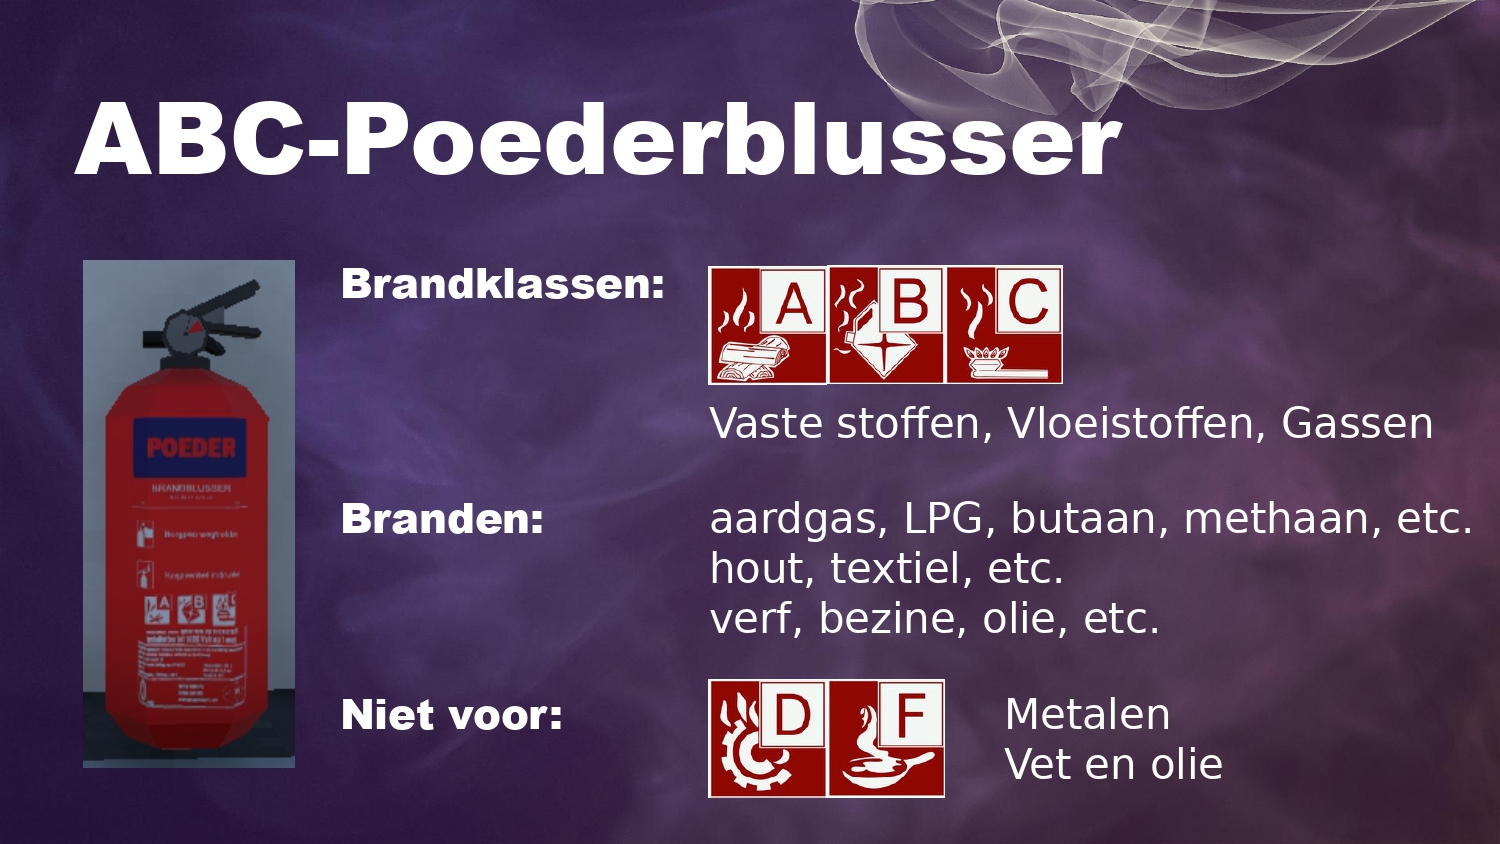 ABC-Poederblusser
Brandklassen:
A B C
Vaste stoffen, Vloeistoffen, Gassen
Branden:
aardgas, LPG, butaan, methaan, etc.
hout, textiel, etc.
verf, bezine, olie, etc.
Niet voor:
D F
Metalen
Vet en olie
POEDER
BRANDBLUSSER
A B